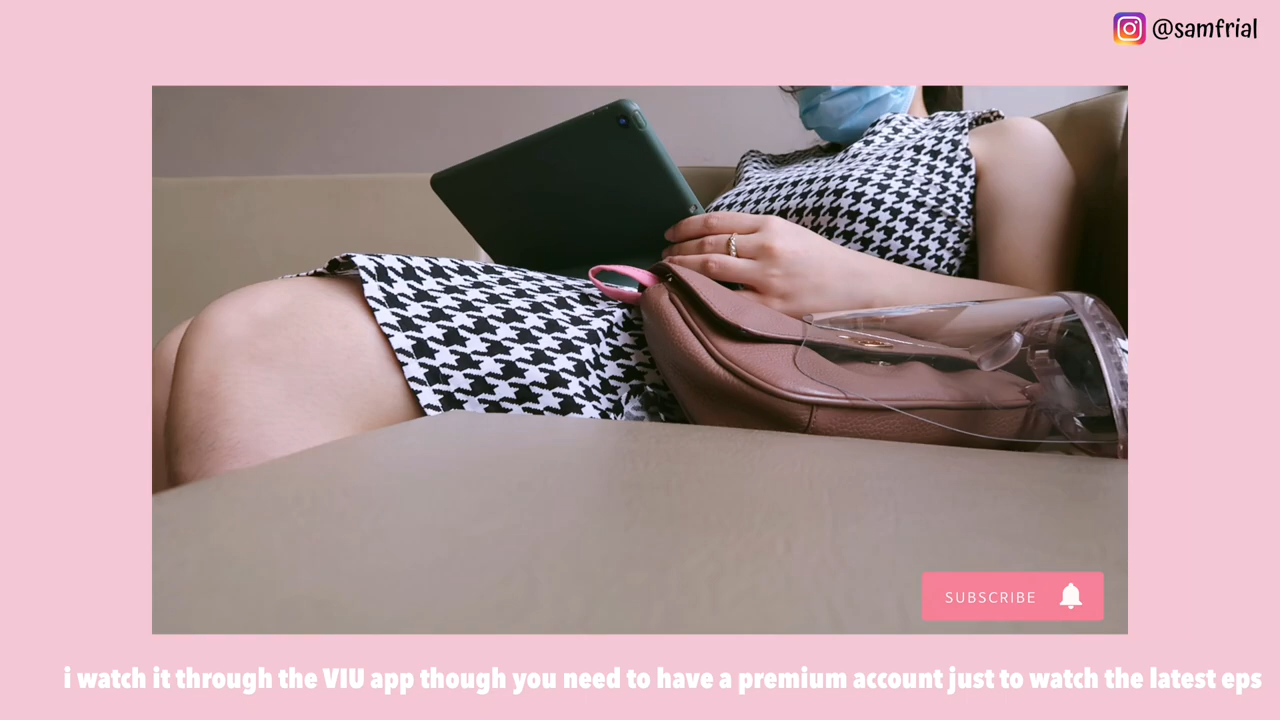 @samfrial
SUBSCRIBE
i watch it through the VIU app though you need to have a premium account just to watch the latest eps